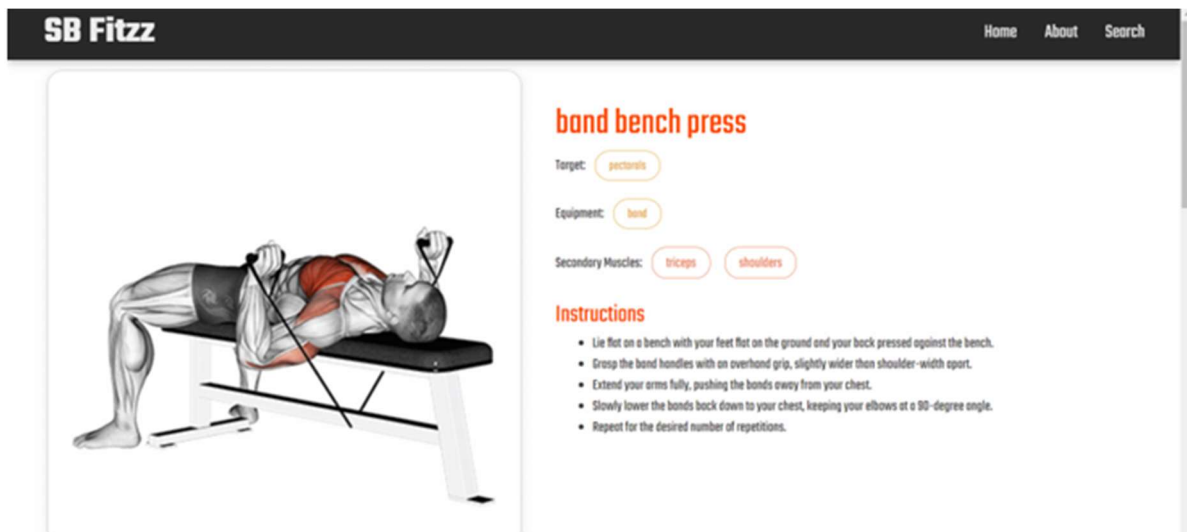 SB Fitzz
Home About Search
band bench press
Target: pectorals
Equipment: band
Secondary Muscles: triceps shoulders
Instructions
• Lie flat on a bench with your feet flat on the ground and your back pressed against the bench.
• Grasp the band handles with an overhand grip, slightly wider than shoulder-width apart.
• Extend your arms fully, pushing the bands away from your chest.
• Slowly lower the bands back down to your chest, keeping your elbows at a 90-degree angle.
• Repeat for the desired number of repetitions.